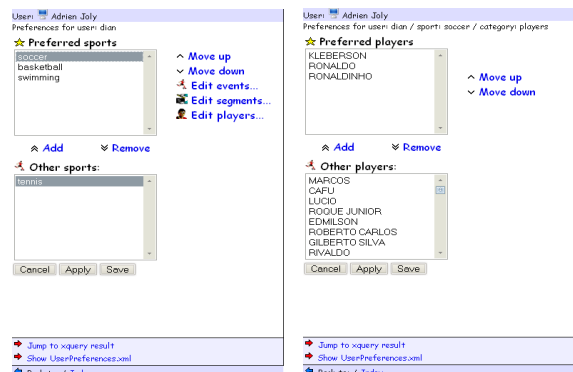 User: Adrien Joly
Preferences for user: dian
Preferred sports
soccer
basketball
swimming
Move up
Move down
Edit events...
Edit segments...
Edit players...
Add Remove
Other sports:
tennis
Cancel Apply Save
Jump to xquery result
Show UserPreferences.xml
User: Adrien Joly
Preferences for user: dian / sport: soccer / category: players
Preferred players
KLEBERSON
RONALDO
RONALDINHO
Move up
Move down
Add Remove
Other players:
MARCOS
CAFU
LUCIO
ROQUE JUNIOR
EDMILSON
ROBERTO CARLOS
GILBERTO SILVA
RIVALDO
Cancel Apply Save
Jump to xquery result
Show UserPreferences.xml